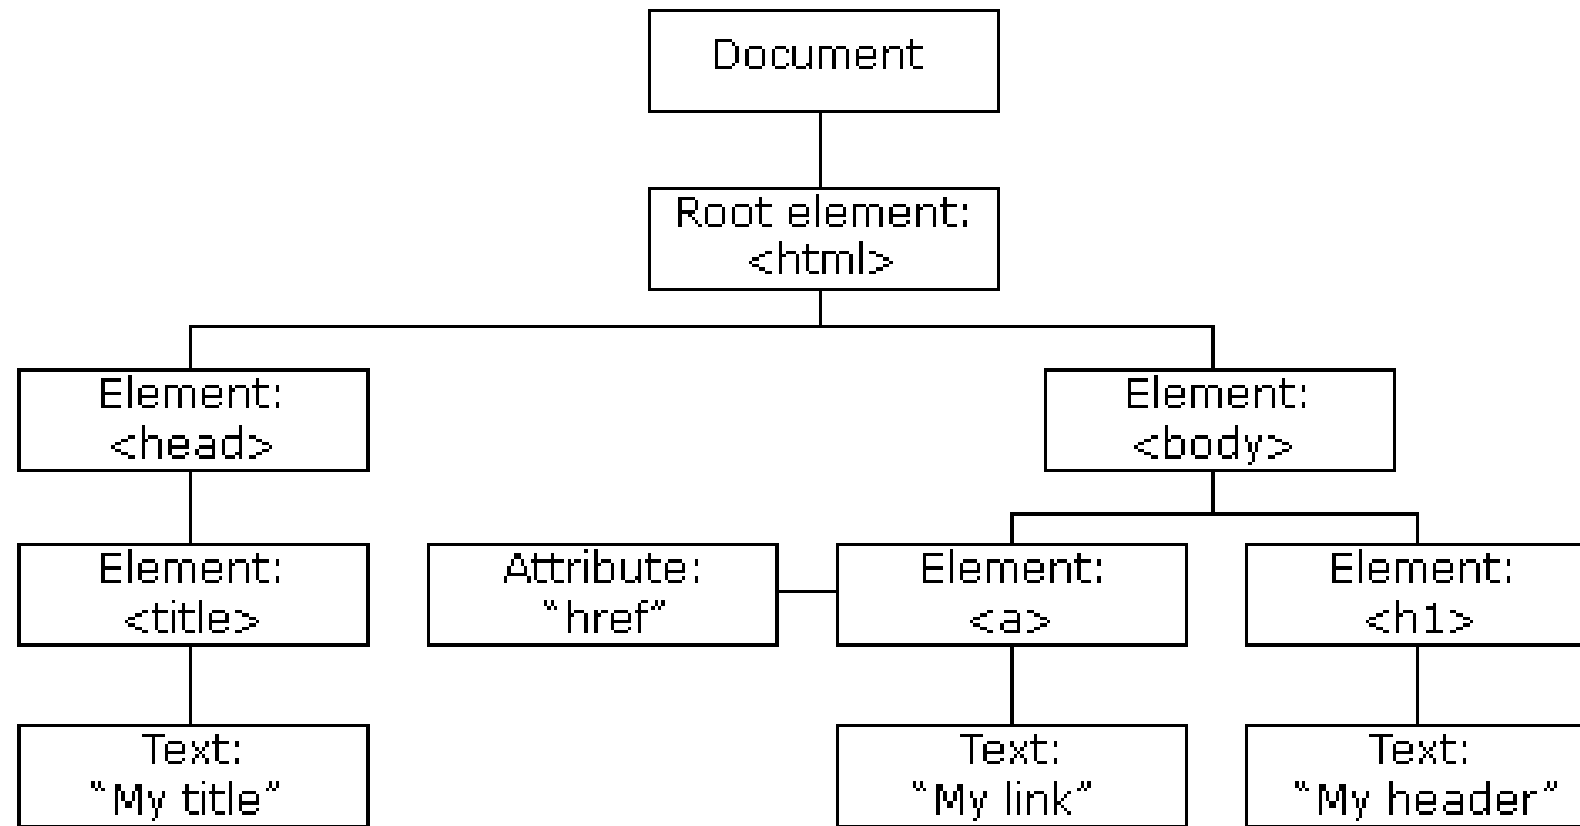 Document
Root element:
<html>
Element:
<head>
Element:
<body>
Element:
<title>
Attribute:
“href”
Element:
<a>
Element:
<h1>
Text:
“My title”
Text:
“My link”
Text:
“My header”